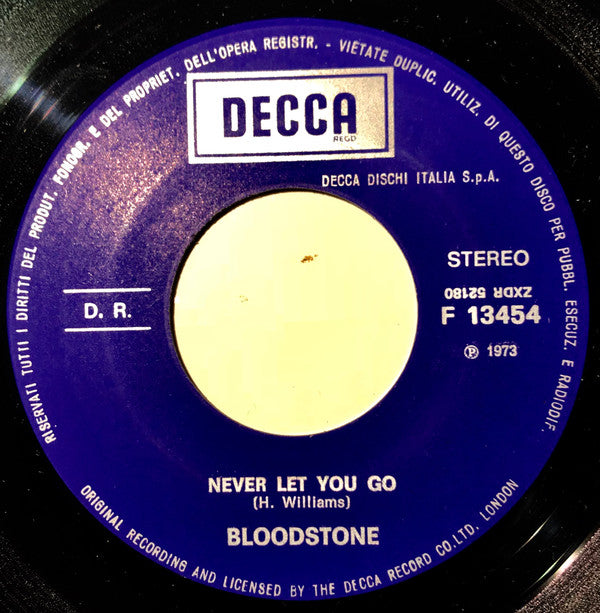 RISERVATI TUTTI I DIRITTI DEL PRODUT. FONOGR. E DEL PROPRIET. DELL'OPERA REGISTR. - VIETATE DUPLIC. UTILIZ. DI QUESTO DISCO PER PUBBL. ESECUZ. E RADIODIF.
DECCA
REGD
DECCA DISCHI ITALIA S.p.A.
STEREO
ZXDR 52180
F 13454
D. R.
℗ 1973
NEVER LET YOU GO
(H. Williams)
BLOODSTONE
ORIGINAL RECORDING AND LICENSED BY THE DECCA RECORD CO.LTD. LONDON